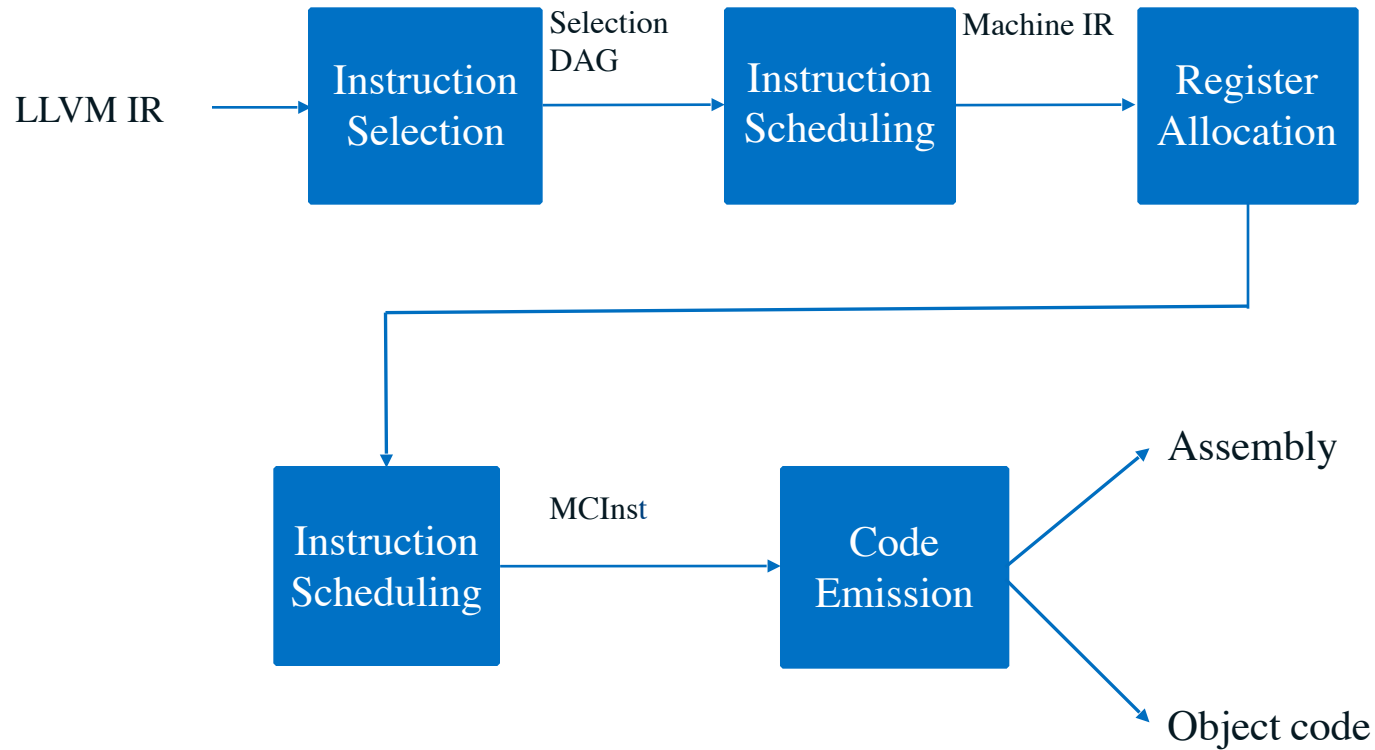 LLVM IR
Instruction
Selection
Selection
DAG
Instruction
Scheduling
Machine IR
Register
Allocation
Instruction
Scheduling
MCInst
Code
Emission
Assembly
Object code